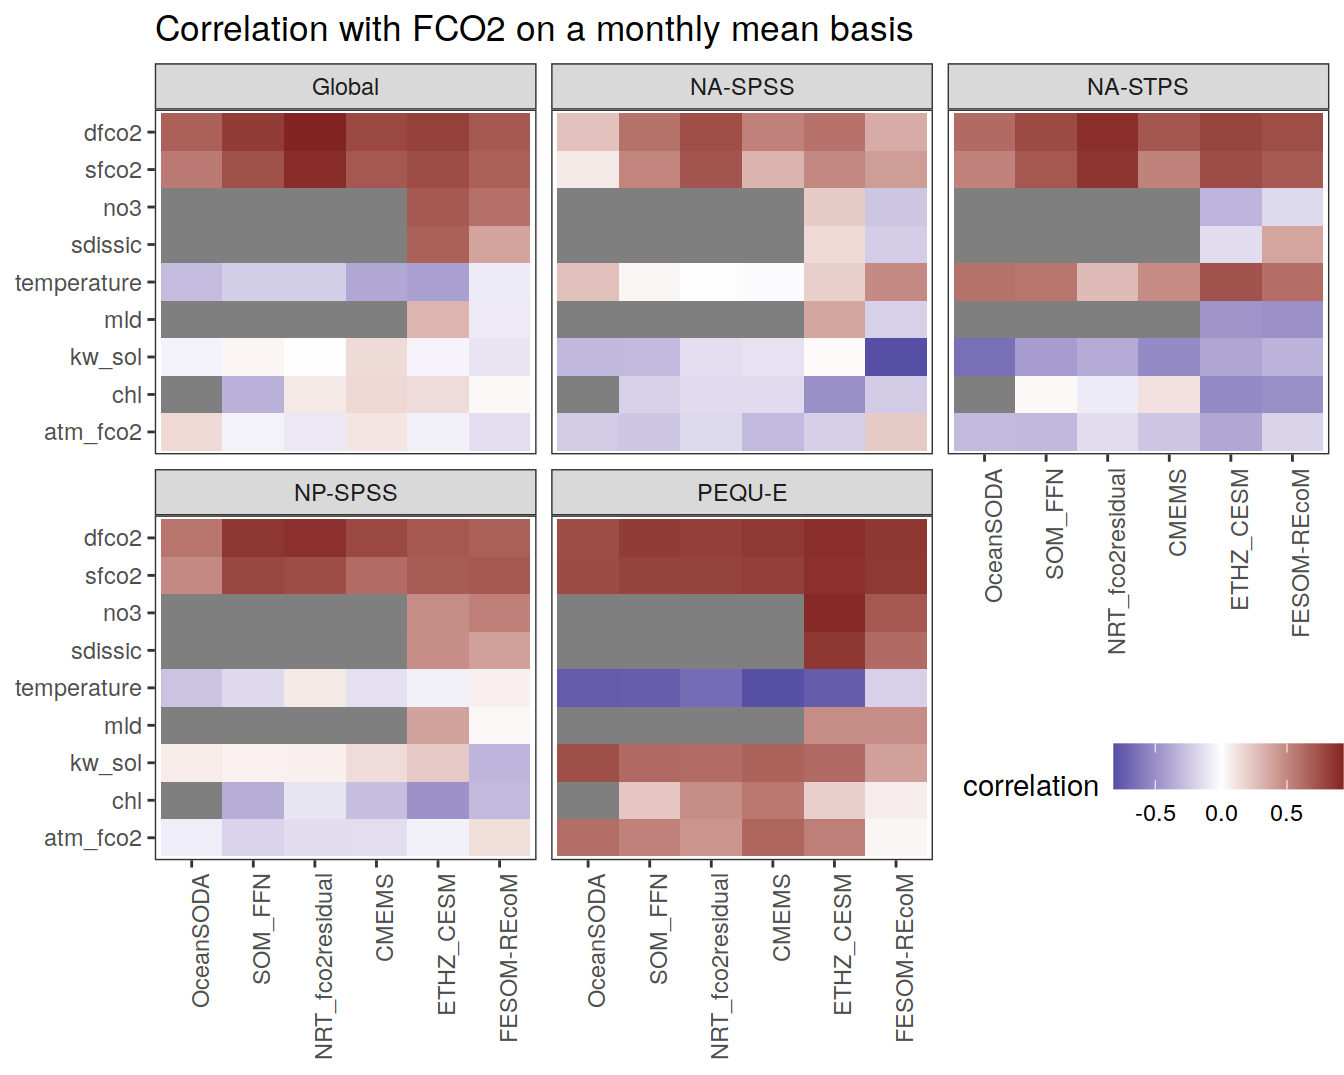 Correlation with FCO2 on a monthly mean basis
Global
NA-SPSS
NA-STPS
dfco2
sfco2
no3
sdissic
temperature
mld
kw_sol
chl
atm_fco2
OceanSODA
SOM_FFN
NRT_fco2residual
CMEMS
ETHZ_CESM
FESOM-REcoM
NP-SPSS
PEQU-E
dfco2
sfco2
no3
sdissic
temperature
mld
kw_sol
chl
atm_fco2
correlation
-0.5 0.0 0.5
OceanSODA
SOM_FFN
NRT_fco2residual
CMEMS
ETHZ_CESM
FESOM-REcoM
OceanSODA
SOM_FFN
NRT_fco2residual
CMEMS
ETHZ_CESM
FESOM-REcoM